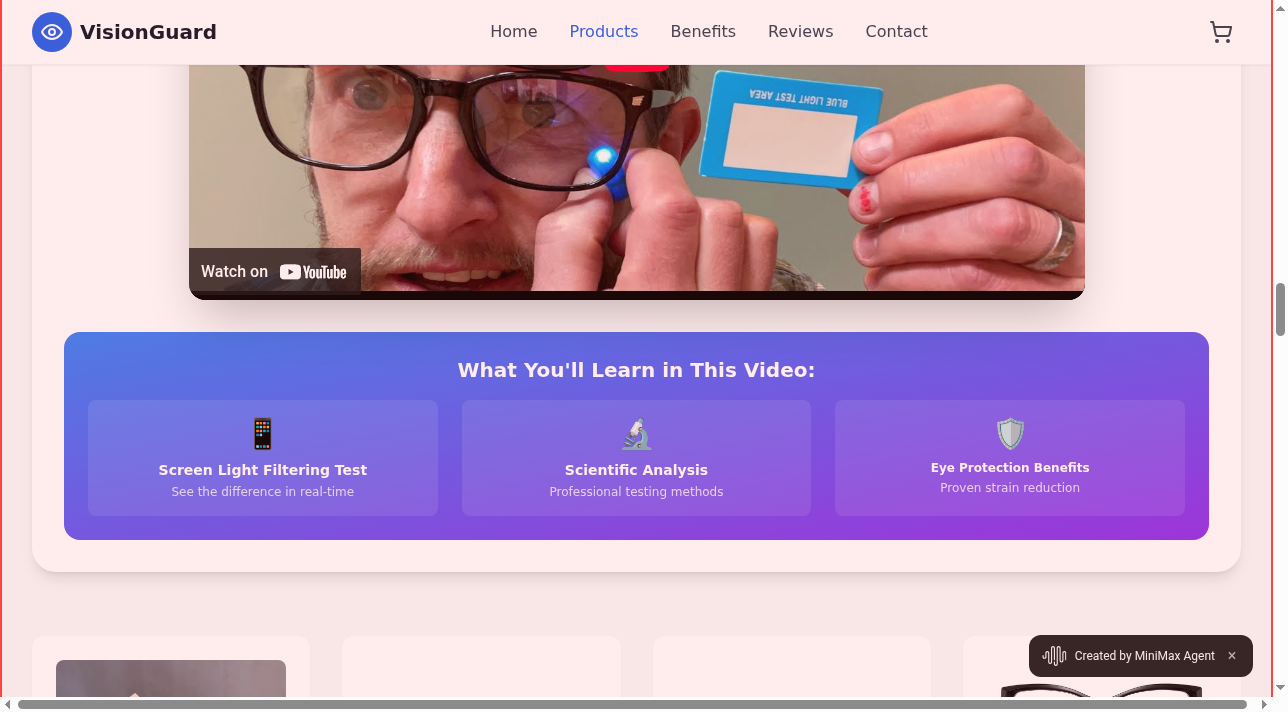 VisionGuard
Home
Products
Benefits
Reviews
Contact
BLUE LIGHT TEST AREA
Watch on YouTube
What You'll Learn in This Video:
Screen Light Filtering Test
See the difference in real-time
Scientific Analysis
Professional testing methods
Eye Protection Benefits
Proven strain reduction
Created by MiniMax Agent ×